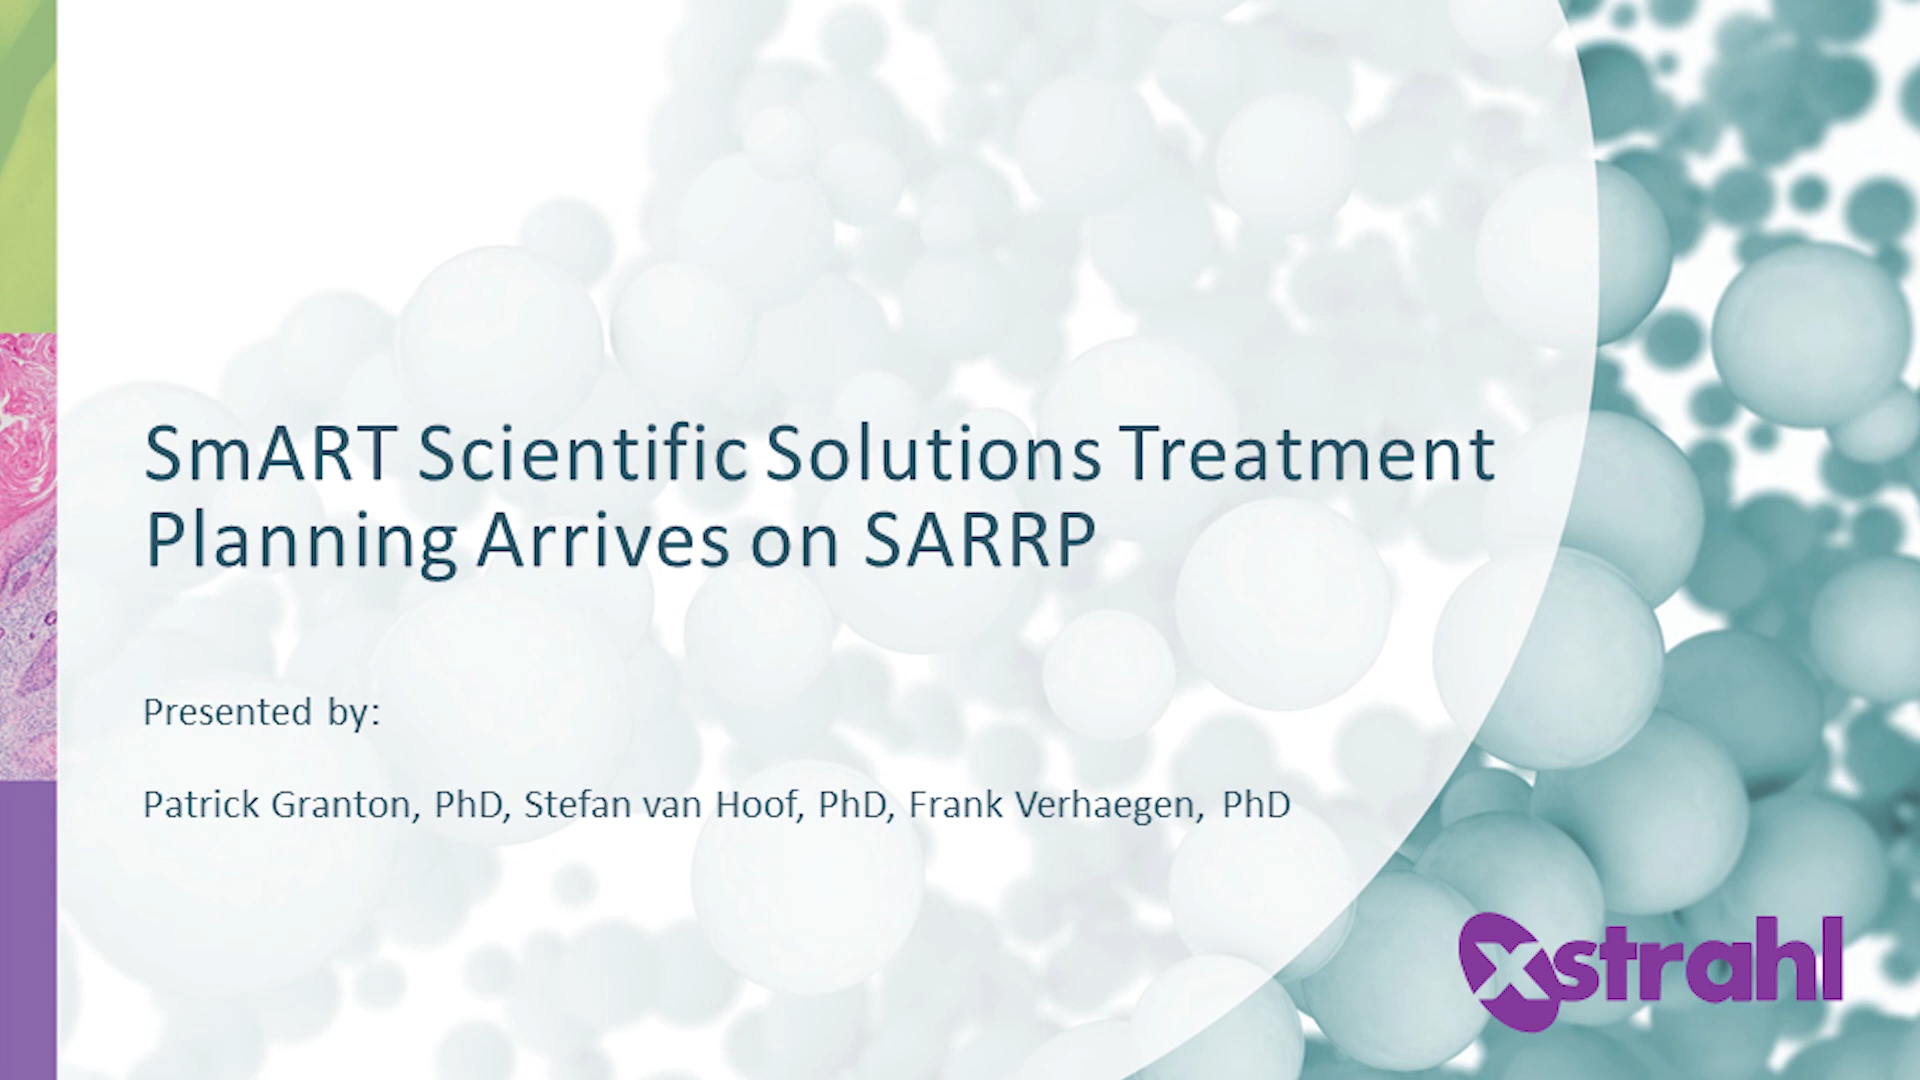 SmART Scientific Solutions Treatment
Planning Arrives on SARRP
Presented by:
Patrick Granton, PhD, Stefan van Hoof, PhD, Frank Verhaegen, PhD
xstrahl